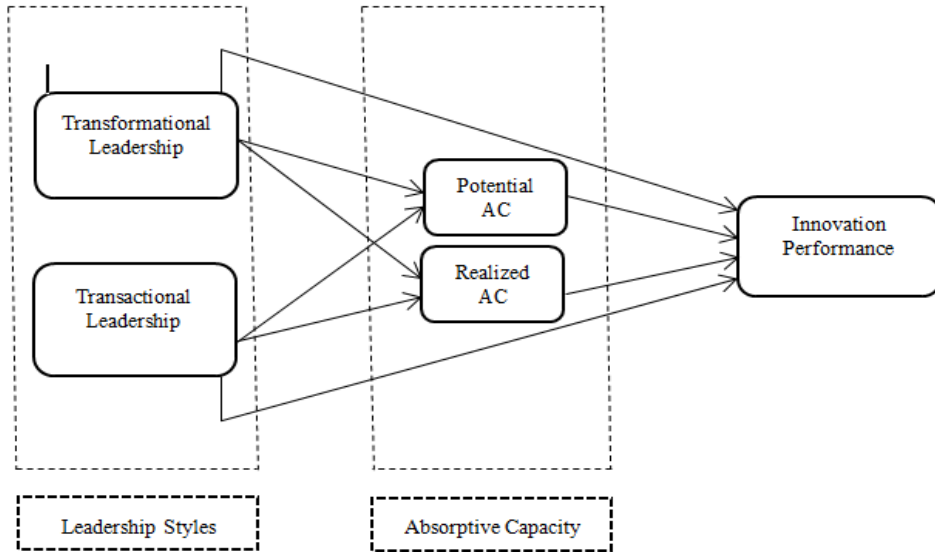 Transformational
Leadership
Potential
AC
Innovation
Performance
Realized
AC
Transactional
Leadership
Leadership Styles
Absorptive Capacity